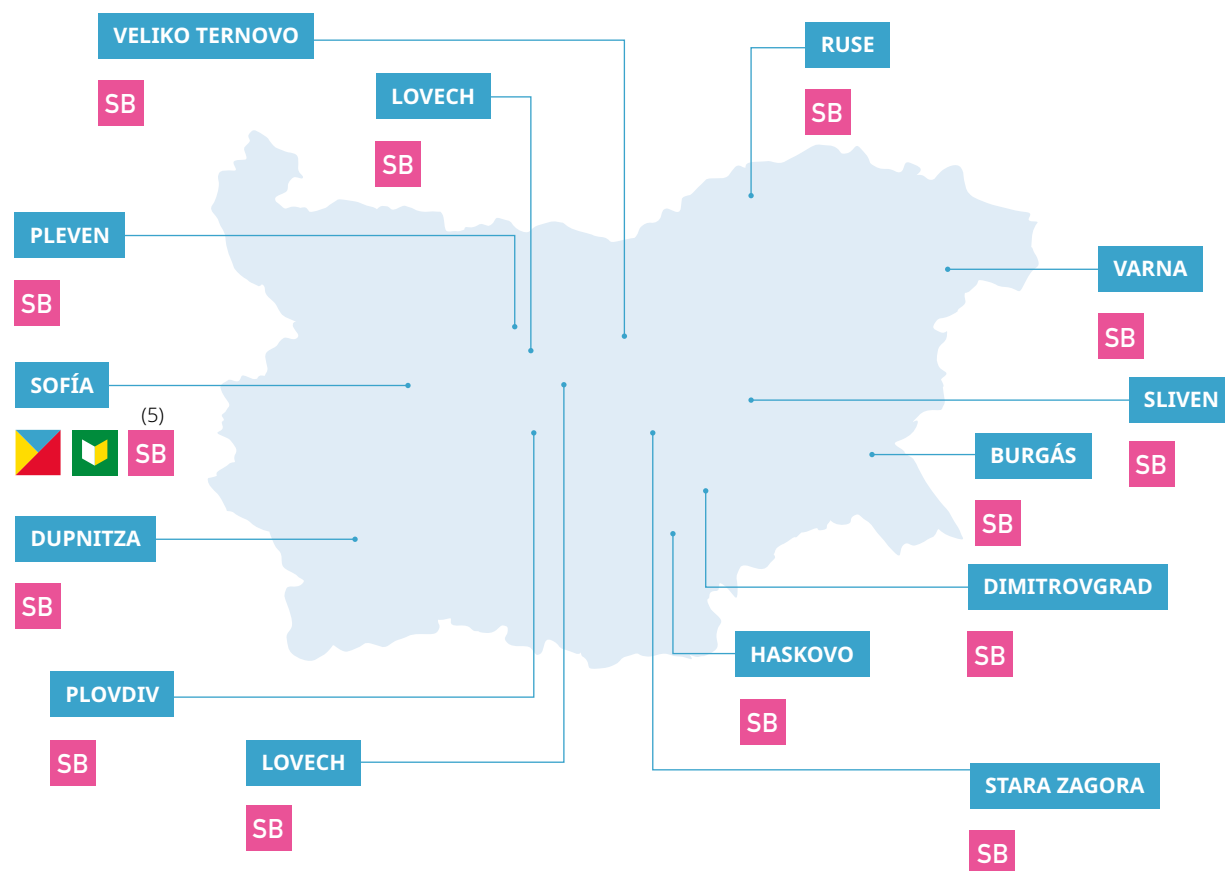 VELIKO TERNOVO
SB
LOVECH
SB
RUSE
SB
PLEVEN
SB
VARNA
SB
SOFÍA
(5)
SB
SLIVEN
SB
BURGÁS
SB
DUPNITZA
SB
DIMITROVGRAD
SB
HASKOVO
SB
PLOVDIV
SB
LOVECH
SB
STARA ZAGORA
SB